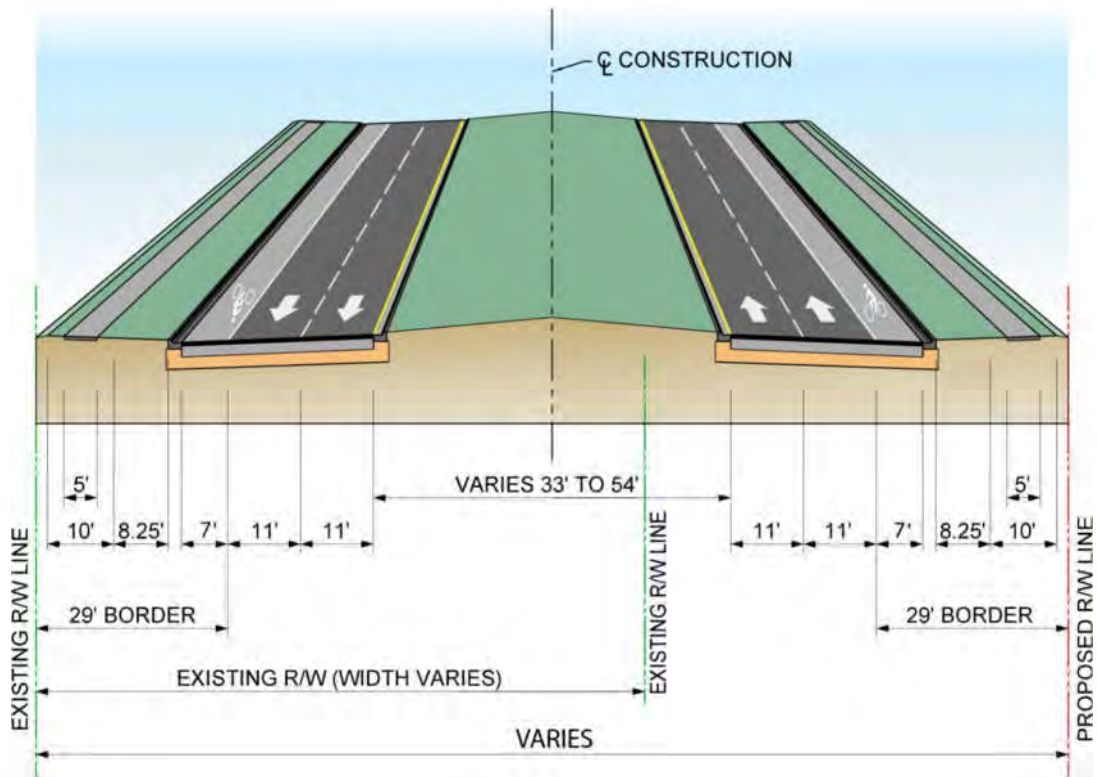 ℄ CONSTRUCTION
5'
VARIES 33' TO 54'
5'
10'
8.25'
7'
11'
11'
11'
11'
7'
8.25'
10'
29' BORDER
29' BORDER
EXISTING R/W (WIDTH VARIES)
VARIES
EXISTING R/W LINE
EXISTING R/W LINE
PROPOSED R/W LINE